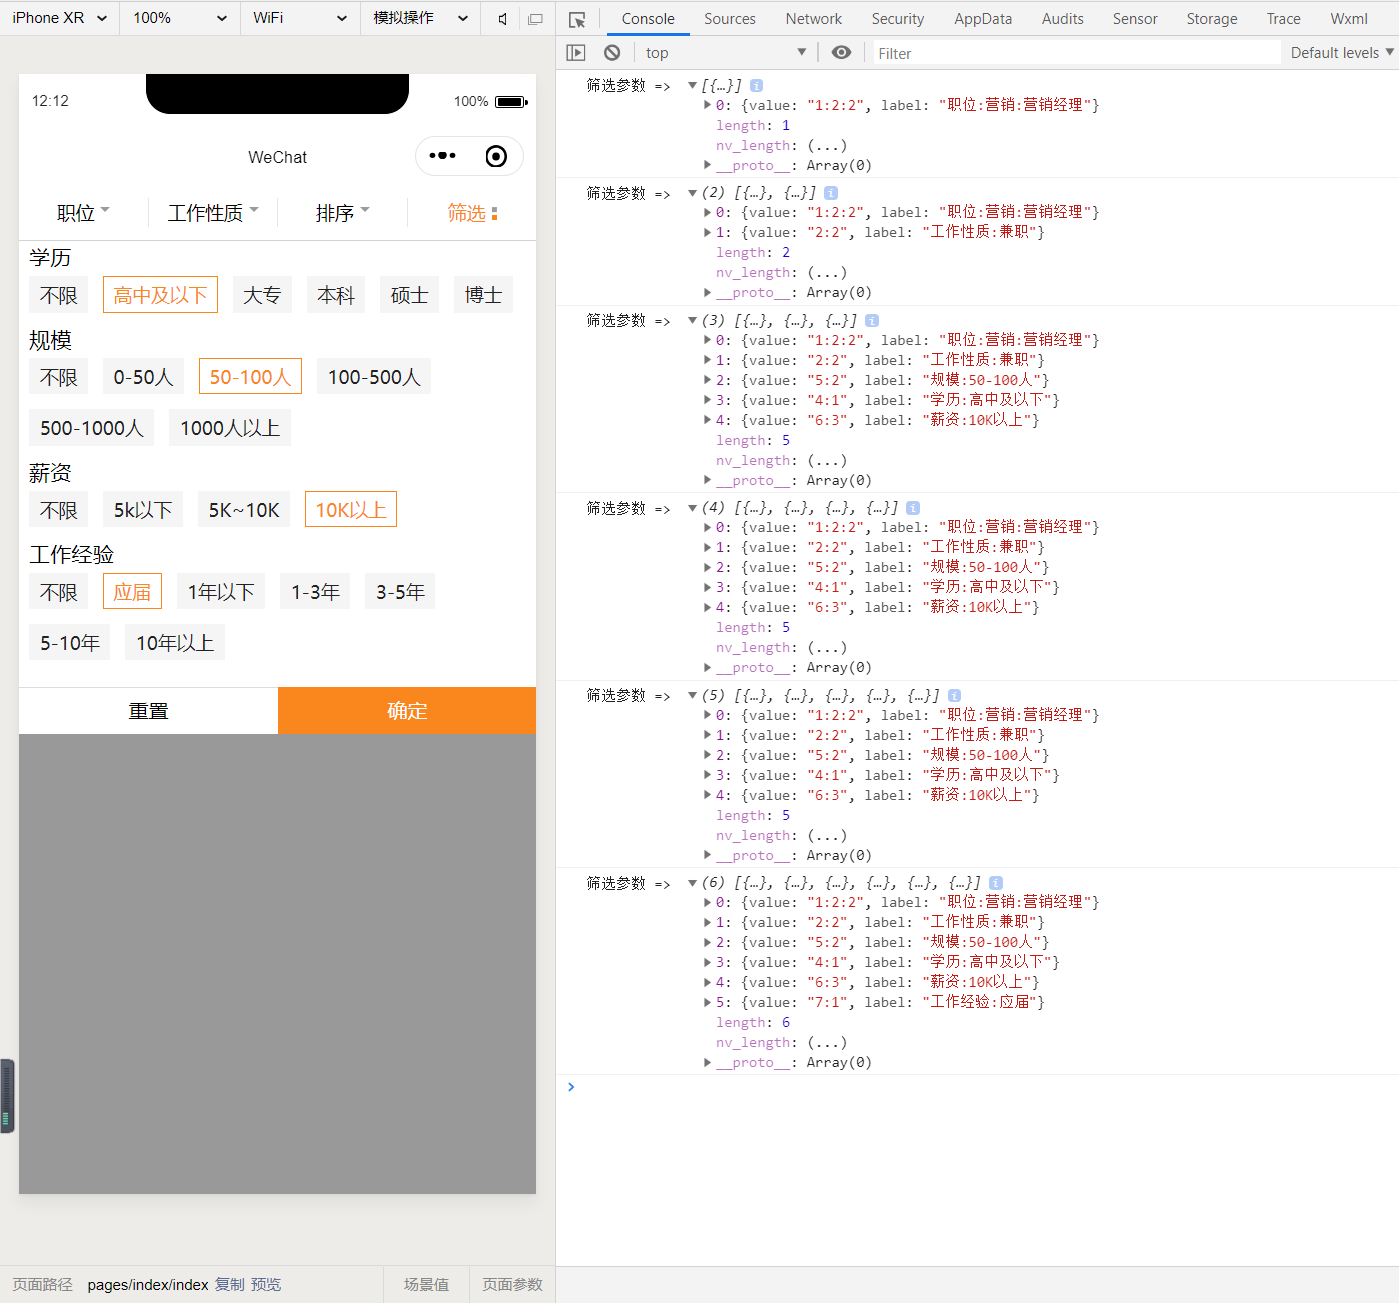 iPhone XR 100% WiFi 模拟操作
12:12 100%
WeChat
职位 工作性质 排序 筛选
学历
不限 高中及以下 大专 本科 硕士 博士
规模
不限 0-50人 50-100人 100-500人
500-1000人 1000人以上
薪资
不限 5k以下 5K~10K 10K以上
工作经验
不限 应届 1年以下 1-3年 3-5年
5-10年 10年以上
重置 确定
页面路径 pages/index/index 复制 预览 场景值 页面参数
Console Sources Network Security AppData Audits Sensor Storage Trace Wxml
top Filter Default levels
筛选参数 => [{…}] i
0: {value: "1:2:2", label: "职位:营销:营销经理"}
length: 1
nv_length: (...)
__proto__: Array(0)
筛选参数 => (2) [{…}, {…}] i
0: {value: "1:2:2", label: "职位:营销:营销经理"}
1: {value: "2:2", label: "工作性质:兼职"}
length: 2
nv_length: (...)
__proto__: Array(0)
筛选参数 => (3) [{…}, {…}, {…}] i
0: {value: "1:2:2", label: "职位:营销:营销经理"}
1: {value: "2:2", label: "工作性质:兼职"}
2: {value: "5:2", label: "规模:50-100人"}
3: {value: "4:1", label: "学历:高中及以下"}
4: {value: "6:3", label: "薪资:10K以上"}
length: 5
nv_length: (...)
__proto__: Array(0)
筛选参数 => (4) [{…}, {…}, {…}, {…}] i
0: {value: "1:2:2", label: "职位:营销:营销经理"}
1: {value: "2:2", label: "工作性质:兼职"}
2: {value: "5:2", label: "规模:50-100人"}
3: {value: "4:1", label: "学历:高中及以下"}
4: {value: "6:3", label: "薪资:10K以上"}
length: 5
nv_length: (...)
__proto__: Array(0)
筛选参数 => (5) [{…}, {…}, {…}, {…}, {…}] i
0: {value: "1:2:2", label: "职位:营销:营销经理"}
1: {value: "2:2", label: "工作性质:兼职"}
2: {value: "5:2", label: "规模:50-100人"}
3: {value: "4:1", label: "学历:高中及以下"}
4: {value: "6:3", label: "薪资:10K以上"}
length: 5
nv_length: (...)
__proto__: Array(0)
筛选参数 => (6) [{…}, {…}, {…}, {…}, {…}, {…}] i
0: {value: "1:2:2", label: "职位:营销:营销经理"}
1: {value: "2:2", label: "工作性质:兼职"}
2: {value: "5:2", label: "规模:50-100人"}
3: {value: "4:1", label: "学历:高中及以下"}
4: {value: "6:3", label: "薪资:10K以上"}
5: {value: "7:1", label: "工作经验:应届"}
length: 6
nv_length: (...)
__proto__: Array(0)